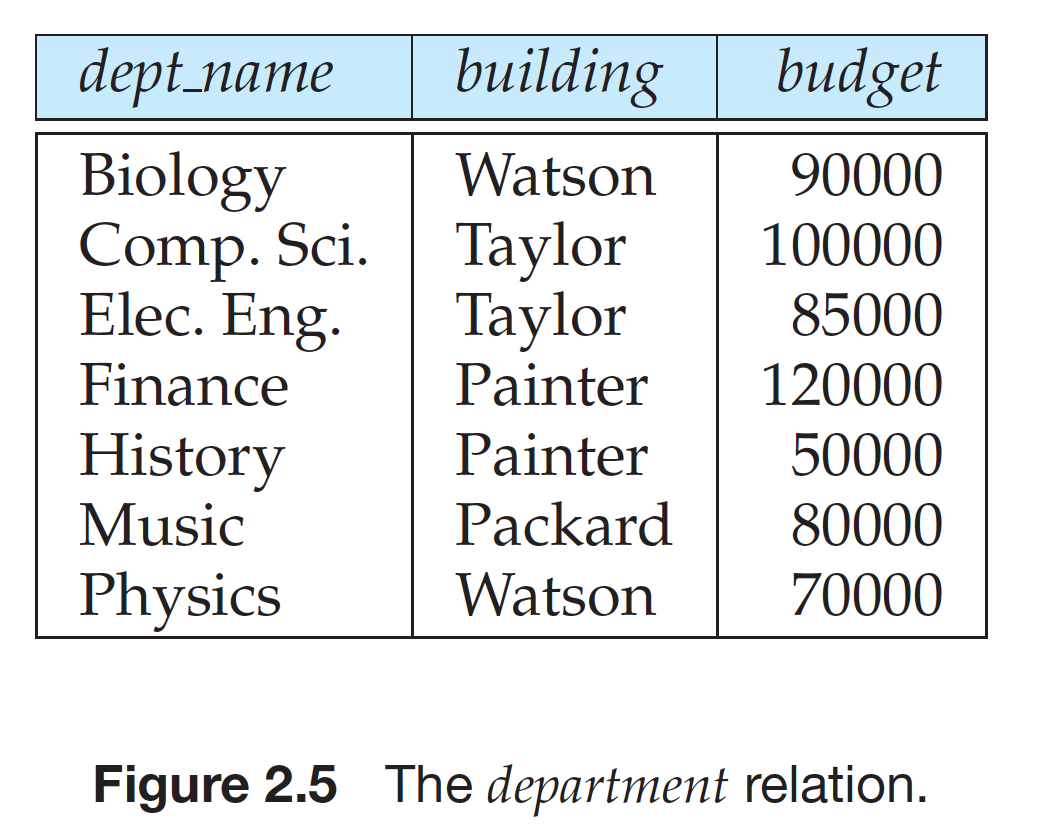 dept_name building budget
Biology Watson 90000
Comp. Sci. Taylor 100000
Elec. Eng. Taylor 85000
Finance Painter 120000
History Painter 50000
Music Packard 80000
Physics Watson 70000
Figure 2.5 The department relation.